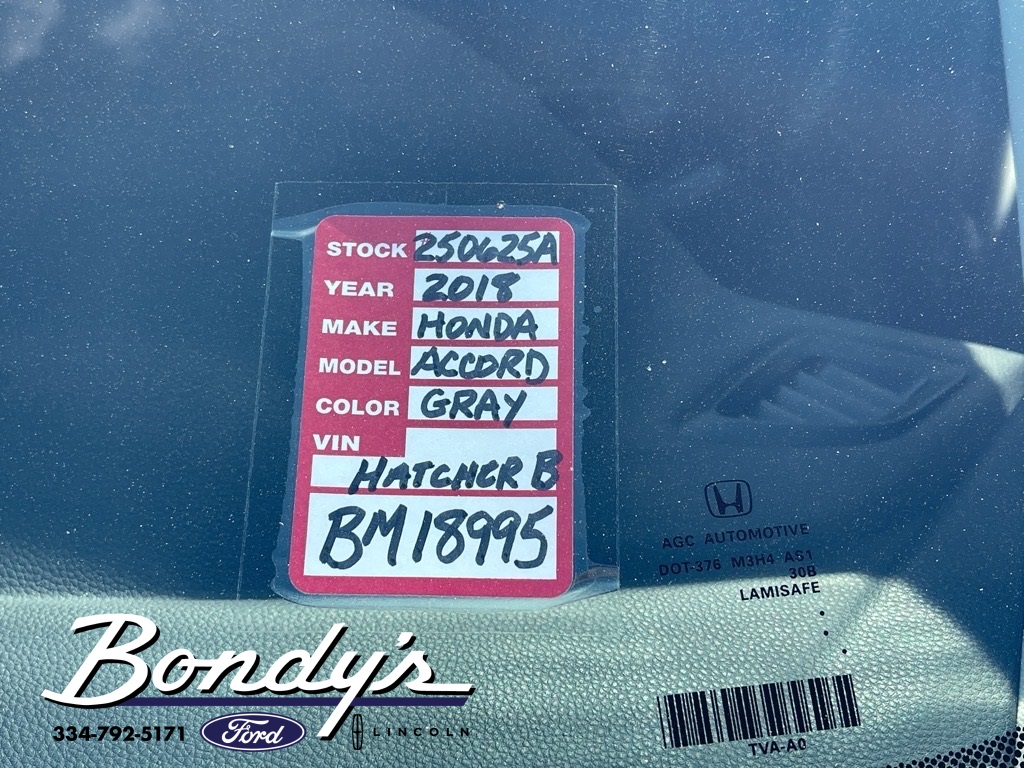 STOCK 250625A
YEAR 2018
MAKE HONDA
MODEL ACCORD
COLOR GRAY
VIN
HATCHER B
BM18995
AGC AUTOMOTIVE
DOT-376 M3H4 AS1
30B
LAMISAFE
TVA-A0
Bondy's
334-792-5171 Ford LINCOLN